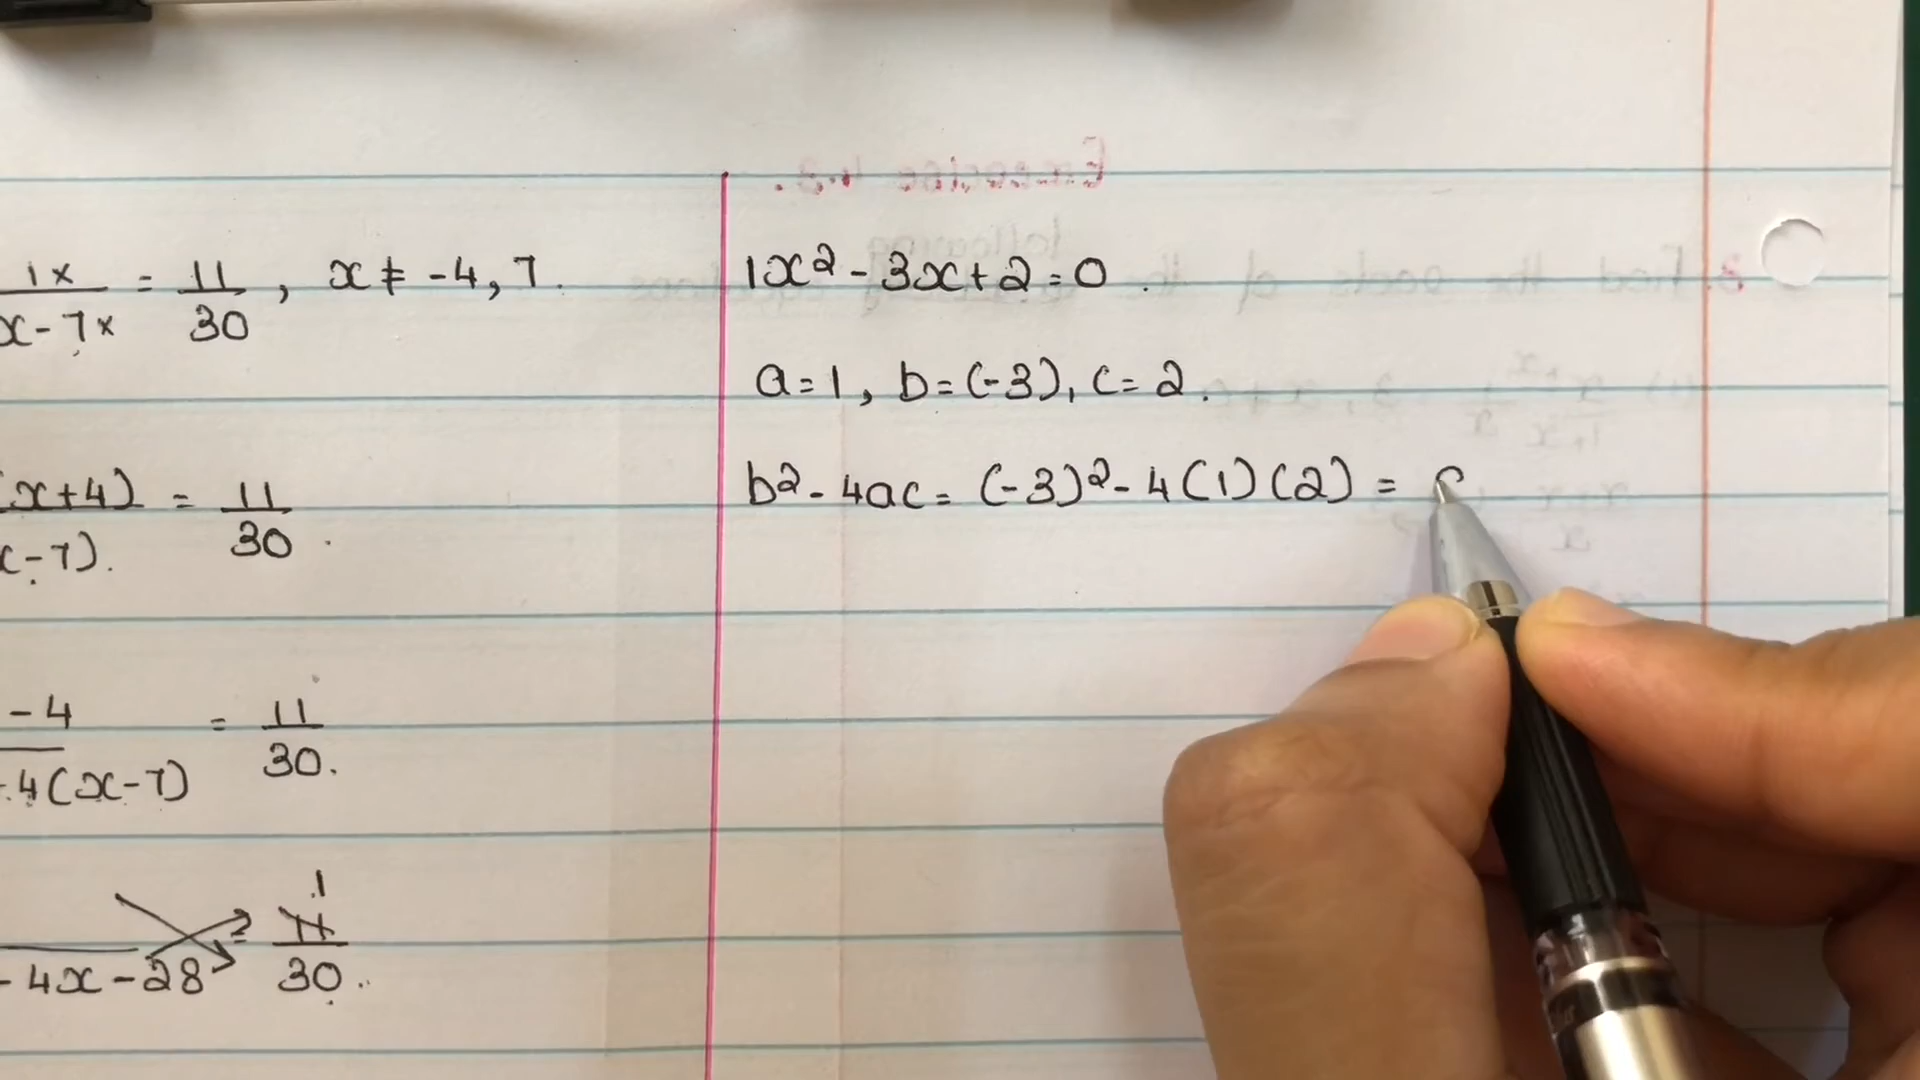 1x / x-7x = 11/30 , x ≠ -4, 7.
(x+4) / x-7). = 11/30 .
-4 / -4(x-7) = 11/30.
-4x-28 = 11/30. 1
1x² - 3x + 2 = 0 .
a = 1, b = (-3), c = 2.
b² - 4ac = (-3)² - 4(1)(2) =